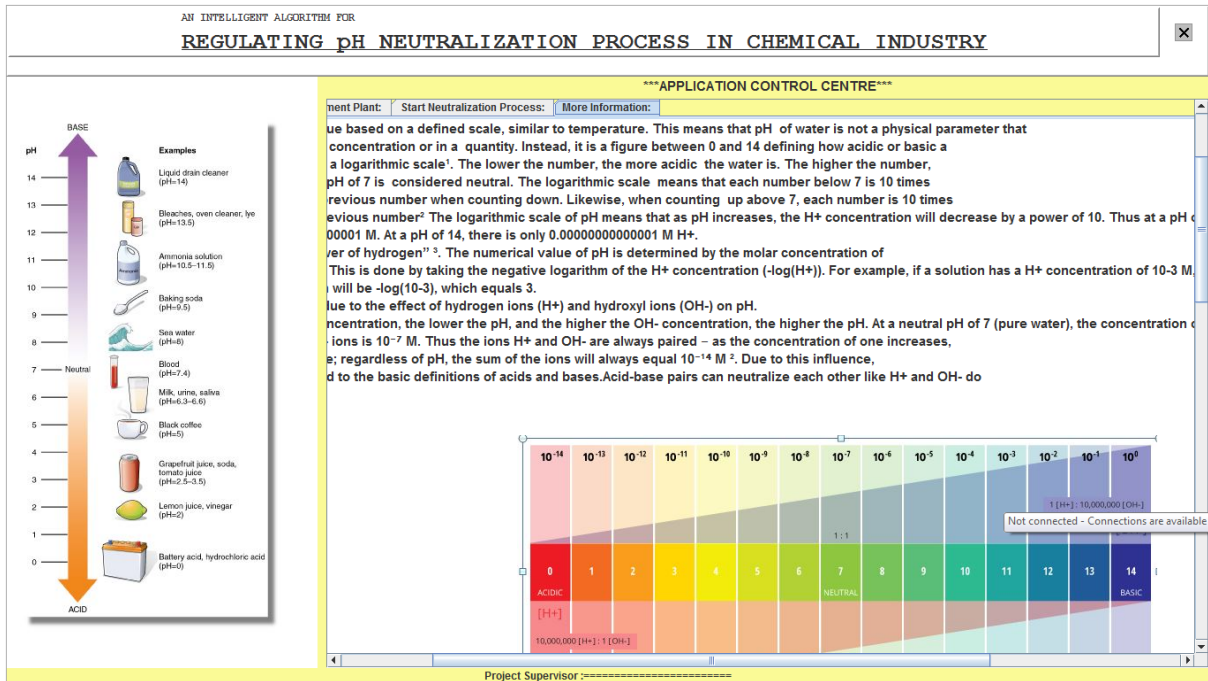 AN INTELLIGENT ALGORITHM FOR
REGULATING pH NEUTRALIZATION PROCESS IN CHEMICAL INDUSTRY
***APPLICATION CONTROL CENTRE***
ment Plant: Start Neutralization Process: More Information:
BASE
pH Examples
14 Liquid drain cleaner
(pH=14)
13 Bleaches, oven cleaner, lye
(pH=13.5)
12
11 Ammonia solution
(pH=10.5–11.5)
Ammonia
10 Baking soda
(pH=9.5)
9
8 Sea water
(pH=8)
7 Neutral Blood
(pH=7.4)
6 Milk, urine, saliva
(pH=6.3–6.6)
5 Black coffee
(pH=5)
4
3 Grapefruit juice, soda,
tomato juice
(pH=2.5–3.5)
2 Lemon juice, vinegar
(pH=2)
1
0 Battery acid, hydrochloric acid
(pH=0)
ACID
ue based on a defined scale, similar to temperature. This means that pH of water is not a physical parameter that
concentration or in a quantity. Instead, it is a figure between 0 and 14 defining how acidic or basic a
a logarithmic scale¹. The lower the number, the more acidic the water is. The higher the number,
pH of 7 is considered neutral. The logarithmic scale means that each number below 7 is 10 times
revious number when counting down. Likewise, when counting up above 7, each number is 10 times
evious number² The logarithmic scale of pH means that as pH increases, the H+ concentration will decrease by a power of 10. Thus at a pH o
00001 M. At a pH of 14, there is only 0.00000000000001 M H+.
er of hydrogen” ³. The numerical value of pH is determined by the molar concentration of
This is done by taking the negative logarithm of the H+ concentration (-log(H+)). For example, if a solution has a H+ concentration of 10-3 M,
will be -log(10-3), which equals 3.
ue to the effect of hydrogen ions (H+) and hydroxyl ions (OH-) on pH.
ncentration, the lower the pH, and the higher the OH- concentration, the higher the pH. At a neutral pH of 7 (pure water), the concentration o
ions is 10⁻⁷ M. Thus the ions H+ and OH- are always paired – as the concentration of one increases,
e; regardless of pH, the sum of the ions will always equal 10⁻¹⁴ M ². Due to this influence,
d to the basic definitions of acids and bases.Acid-base pairs can neutralize each other like H+ and OH- do
10⁻¹⁴ 10⁻¹³ 10⁻¹² 10⁻¹¹ 10⁻¹⁰ 10⁻⁹ 10⁻⁸ 10⁻⁷ 10⁻⁶ 10⁻⁵ 10⁻⁴ 10⁻³ 10⁻² 10⁻¹ 10⁰
1 [H+] : 10,000,000 [OH-]
Not connected - Connections are available
1 : 1
0 1 2 3 4 5 6 7 8 9 10 11 12 13 14
ACIDIC NEUTRAL BASIC
[H+]
10,000,000 [H+] : 1 [OH-]
Project Supervisor :========================